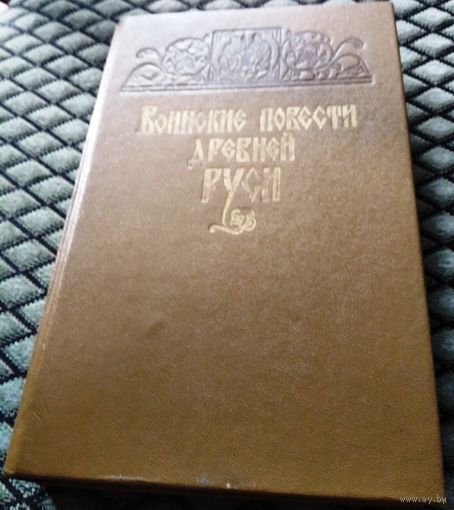 Воинские повести
древней
Руси
www.ay.by